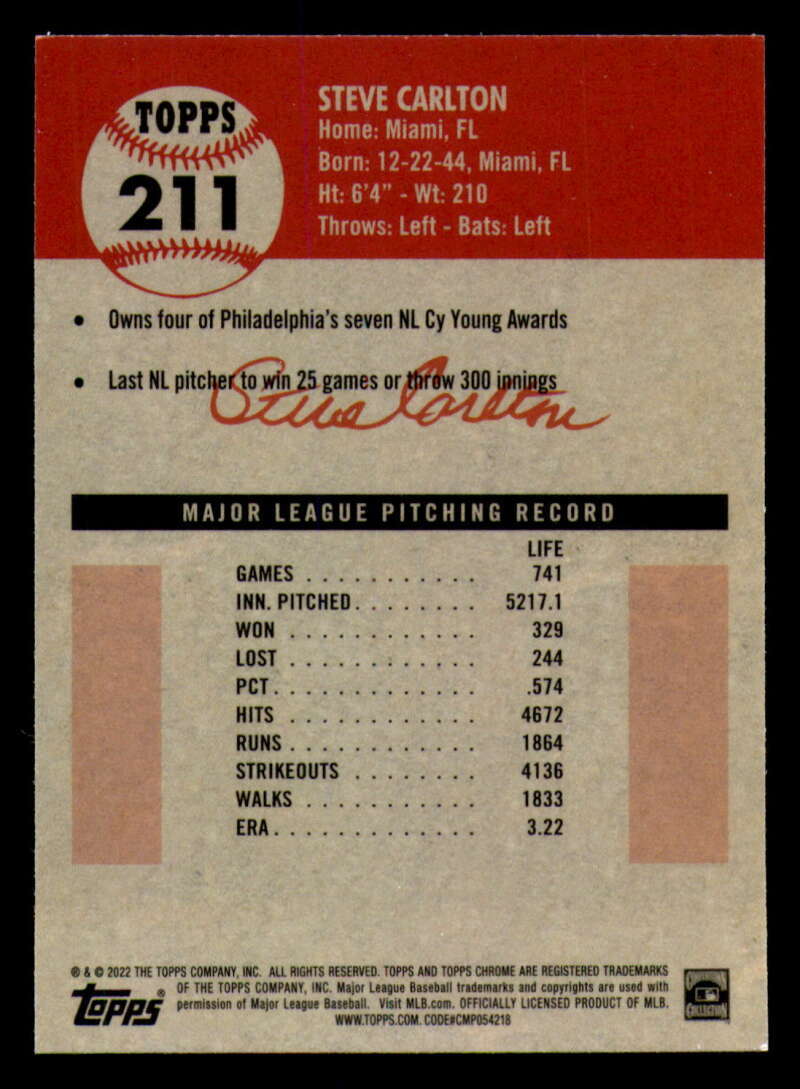 TOPPS
211
STEVE CARLTON
Home: Miami, FL
Born: 12-22-44, Miami, FL
Ht: 6'4" - Wt: 210
Throws: Left - Bats: Left
• Owns four of Philadelphia's seven NL Cy Young Awards
• Last NL pitcher to win 25 games or throw 300 innings
Steve Carlton
MAJOR LEAGUE PITCHING RECORD
LIFE
GAMES . . . . . . . . . . . 741
INN. PITCHED. . . . . . . . 5217.1
WON . . . . . . . . . . . . 329
LOST . . . . . . . . . . . . 244
PCT. . . . . . . . . . . . . .574
HITS . . . . . . . . . . . . 4672
RUNS . . . . . . . . . . . . 1864
STRIKEOUTS . . . . . . . . 4136
WALKS . . . . . . . . . . . 1833
ERA. . . . . . . . . . . . . 3.22
® & © 2022 THE TOPPS COMPANY, INC. ALL RIGHTS RESERVED. TOPPS AND TOPPS CHROME ARE REGISTERED TRADEMARKS
OF THE TOPPS COMPANY, INC. Major League Baseball trademarks and copyrights are used with
permission of Major League Baseball. Visit MLB.com. OFFICIALLY LICENSED PRODUCT OF MLB.
WWW.TOPPS.COM. CODE#CMP054218
Topps®
COLLECTION